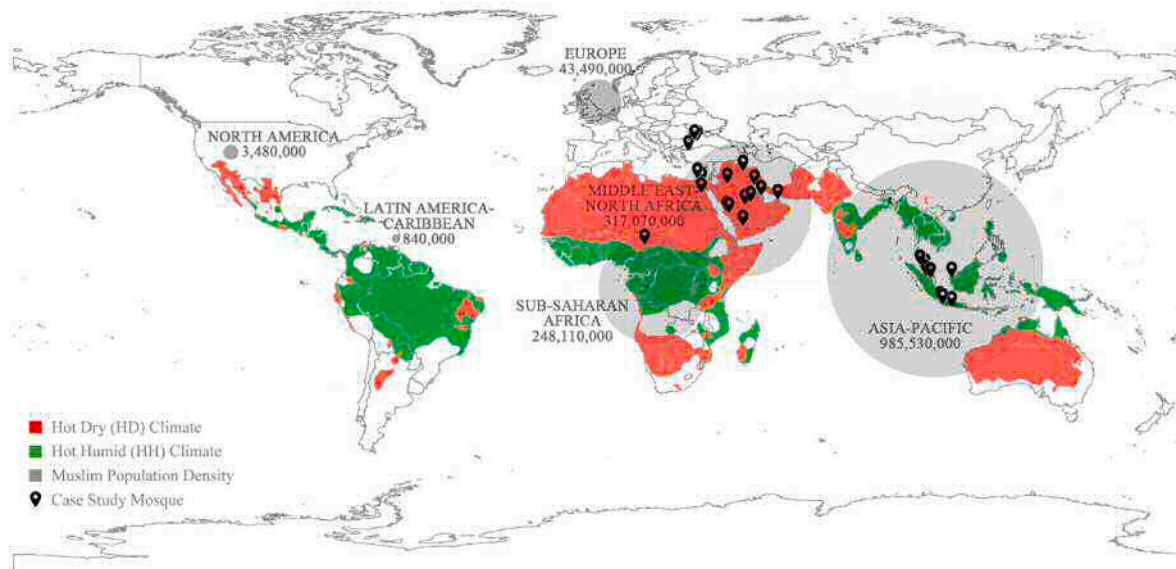 EUROPE
43,490,000
NORTH AMERICA
3,480,000
LATIN AMERICA-
CARIBBEAN
840,000
MIDDLE EAST-
NORTH AFRICA
317,070,000
SUB-SAHARAN
AFRICA
248,110,000
ASIA-PACIFIC
985,530,000
Hot Dry (HD) Climate
Hot Humid (HH) Climate
Muslim Population Density
Case Study Mosque